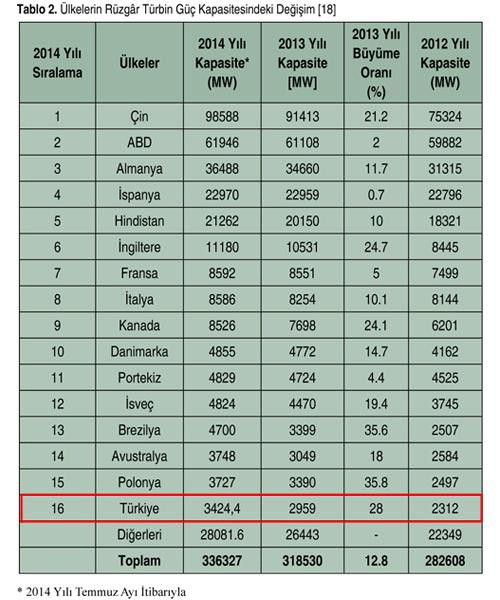 Tablo 2. Ülkelerin Rüzgâr Türbin Güç Kapasitesindeki Değişim [18]
2014 Yılı Sıralama Ülkeler 2014 Yılı Kapasite* (MW) 2013 Yılı Kapasite [MW] 2013 Yılı Büyüme Oranı (%) 2012 Yılı Kapasite (MW)
1 Çin 98588 91413 21.2 75324
2 ABD 61946 61108 2 59882
3 Almanya 36488 34660 11.7 31315
4 İspanya 22970 22959 0.7 22796
5 Hindistan 21262 20150 10 18321
6 İngiltere 11180 10531 24.7 8445
7 Fransa 8592 8551 5 7499
8 İtalya 8586 8254 10.1 8144
9 Kanada 8526 7698 24.1 6201
10 Danimarka 4855 4772 14.7 4162
11 Portekiz 4829 4724 4.4 4525
12 İsveç 4824 4470 19.4 3745
13 Brezilya 4700 3399 35.6 2507
14 Avustralya 3748 3049 18 2584
15 Polonya 3727 3390 35.8 2497
16 Türkiye 3424,4 2959 28 2312
Diğerleri 28081.6 26443 - 22349
Toplam 336327 318530 12.8 282608
* 2014 Yılı Temmuz Ayı İtibarıyla